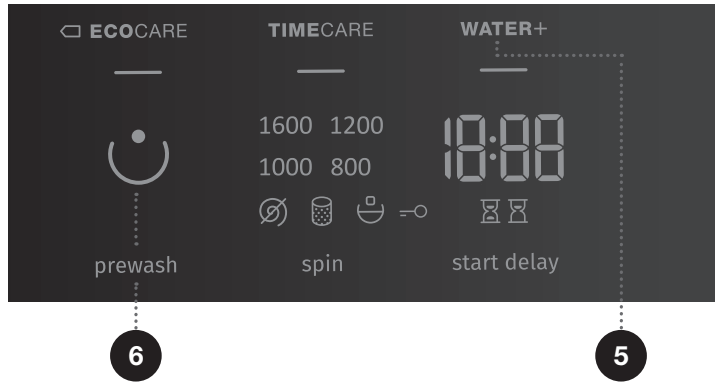 ECOCARE TIMECARE WATER+
1600 1200
1000 800
18:88
prewash spin start delay
6 5